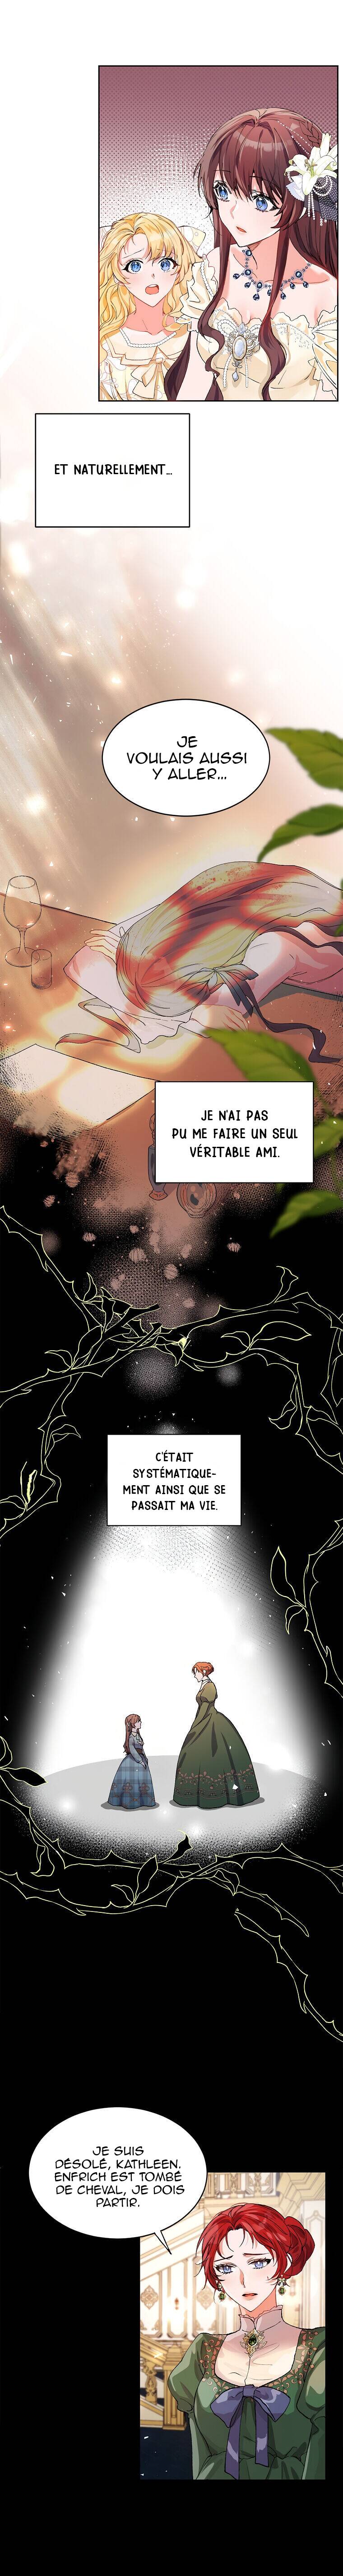 ET NATURELLEMENT...
JE
VOULAIS AUSSI
Y ALLER...
JE N'AI PAS
PU ME FAIRE UN SEUL
VÉRITABLE AMI.
C'ÉTAIT
SYSTÉMATIQUE-
MENT AINSI QUE SE
PASSAIT MA VIE.
JE SUIS
DÉSOLÉ, KATHLEEN.
ENFRICH EST TOMBÉ
DE CHEVAL, JE DOIS
PARTIR.